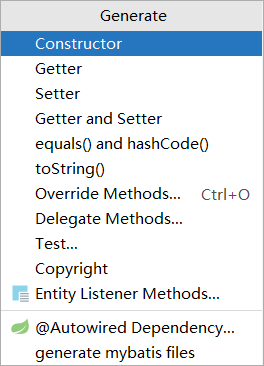 Generate
Constructor
Getter
Setter
Getter and Setter
equals() and hashCode()
toString()
Override Methods... Ctrl+O
Delegate Methods...
Test...
Copyright
Entity Listener Methods...
@Autowired Dependency...
generate mybatis files